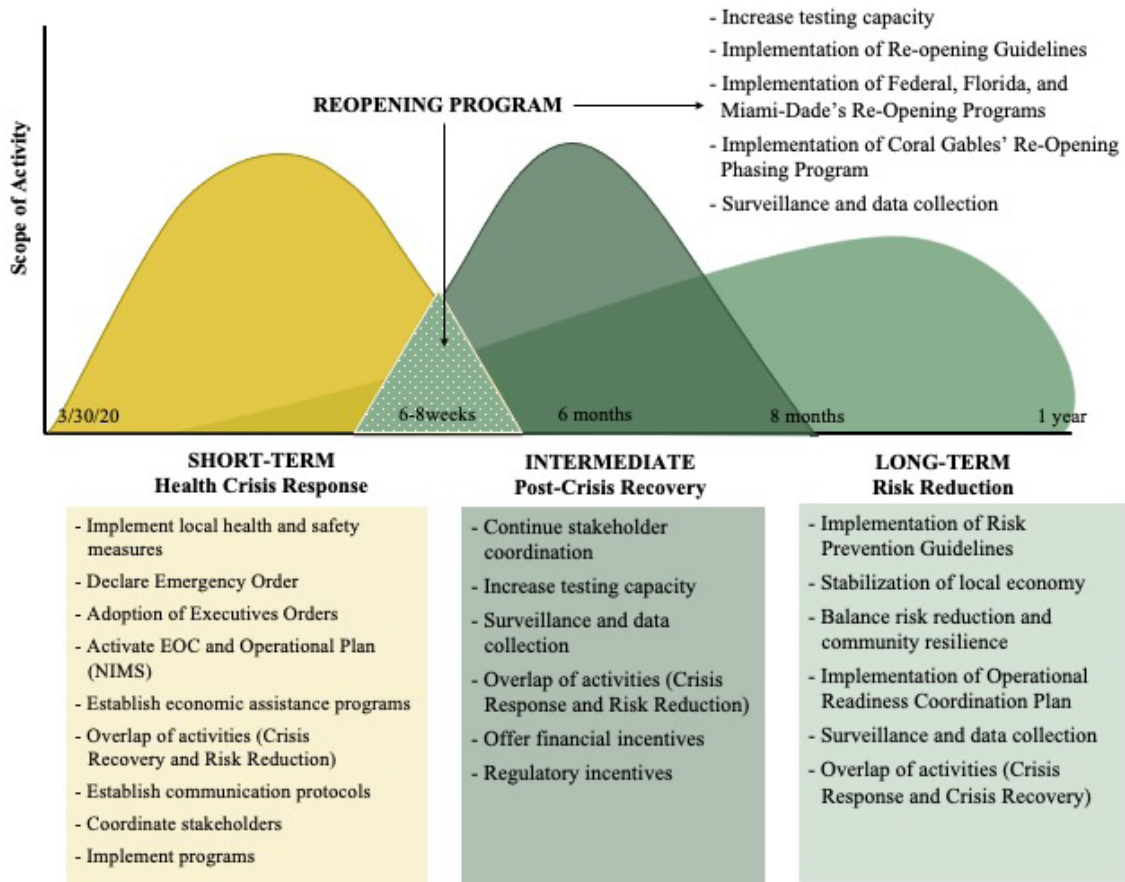 - Increase testing capacity
- Implementation of Re-opening Guidelines
- Implementation of Federal, Florida, and
Miami-Dade's Re-Opening Programs
- Implementation of Coral Gables' Re-Opening
Phasing Program
- Surveillance and data collection
REOPENING PROGRAM
Scope of Activity
3/30/20
6-8weeks
6 months
8 months
1 year
SHORT-TERM
Health Crisis Response
- Implement local health and safety
measures
- Declare Emergency Order
- Adoption of Executives Orders
- Activate EOC and Operational Plan
(NIMS)
- Establish economic assistance programs
- Overlap of activities (Crisis
Recovery and Risk Reduction)
- Establish communication protocols
- Coordinate stakeholders
- Implement programs
INTERMEDIATE
Post-Crisis Recovery
- Continue stakeholder
coordination
- Increase testing capacity
- Surveillance and data
collection
- Overlap of activities (Crisis
Response and Risk Reduction)
- Offer financial incentives
- Regulatory incentives
LONG-TERM
Risk Reduction
- Implementation of Risk
Prevention Guidelines
- Stabilization of local economy
- Balance risk reduction and
community resilience
- Implementation of Operational
Readiness Coordination Plan
- Surveillance and data collection
- Overlap of activities (Crisis
Response and Crisis Recovery)